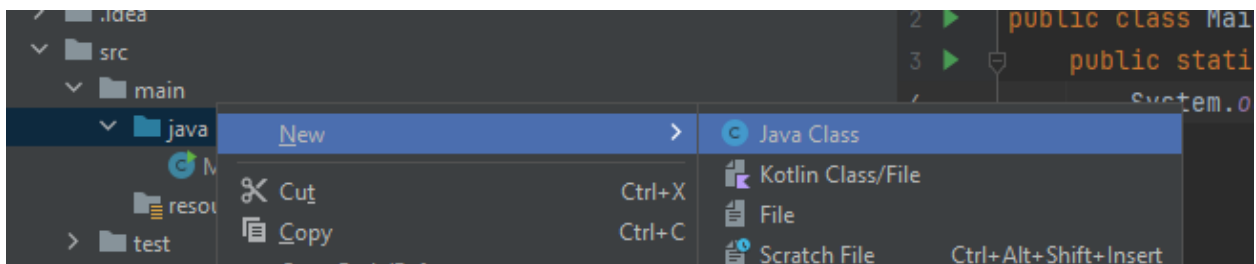 .idea
2 public class Mai
src
3 public stati
main
System.o
java New Java Class
Kotlin Class/File
Cut Ctrl+X
resou
File
Copy Ctrl+C
test
Scratch File Ctrl+Alt+Shift+Insert